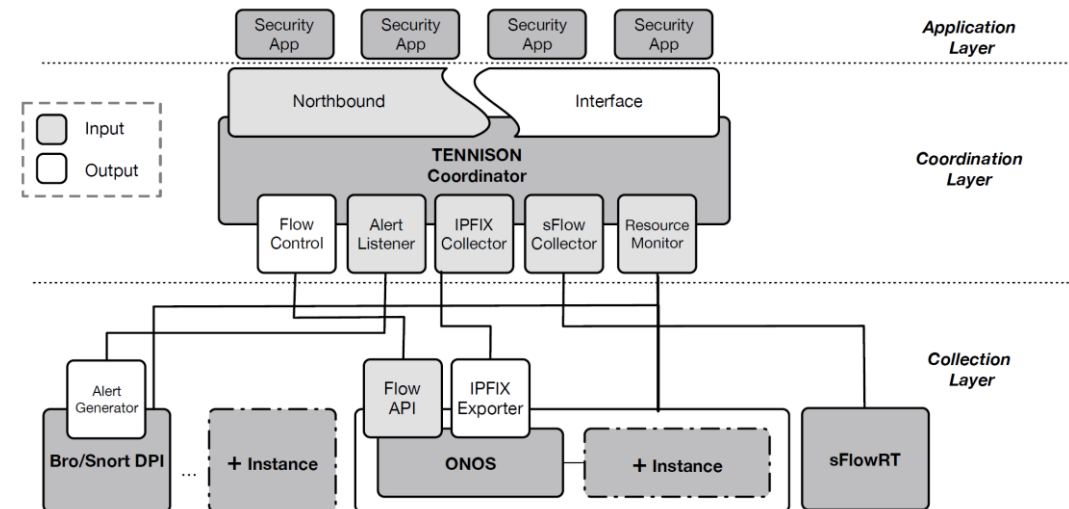 Security
App
Security
App
Security
App
Security
App
Application
Layer
Northbound
Interface
Input
Output
TENNISON
Coordinator
Coordination
Layer
Flow
Control
Alert
Listener
IPFIX
Collector
sFlow
Collector
Resource
Monitor
Collection
Layer
Alert
Generator
Flow
API
IPFIX
Exporter
Bro/Snort DPI
...
+ Instance
ONOS
+ Instance
sFlowRT